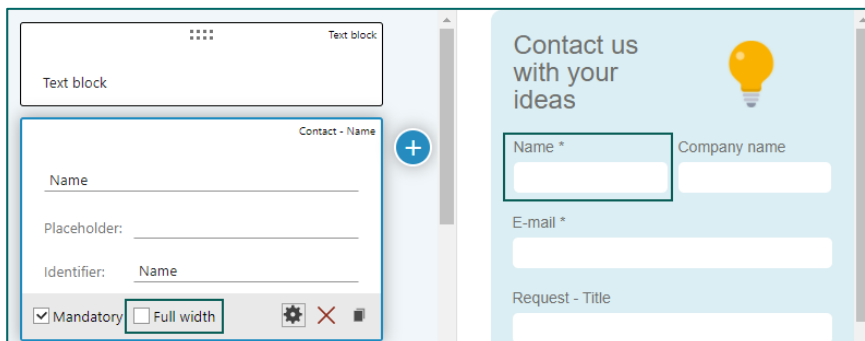 Text block
Text block
Contact - Name
Name
Placeholder:
Identifier: Name
Mandatory Full width
Contact us
with your
ideas
Name * Company name
E-mail *
Request - Title